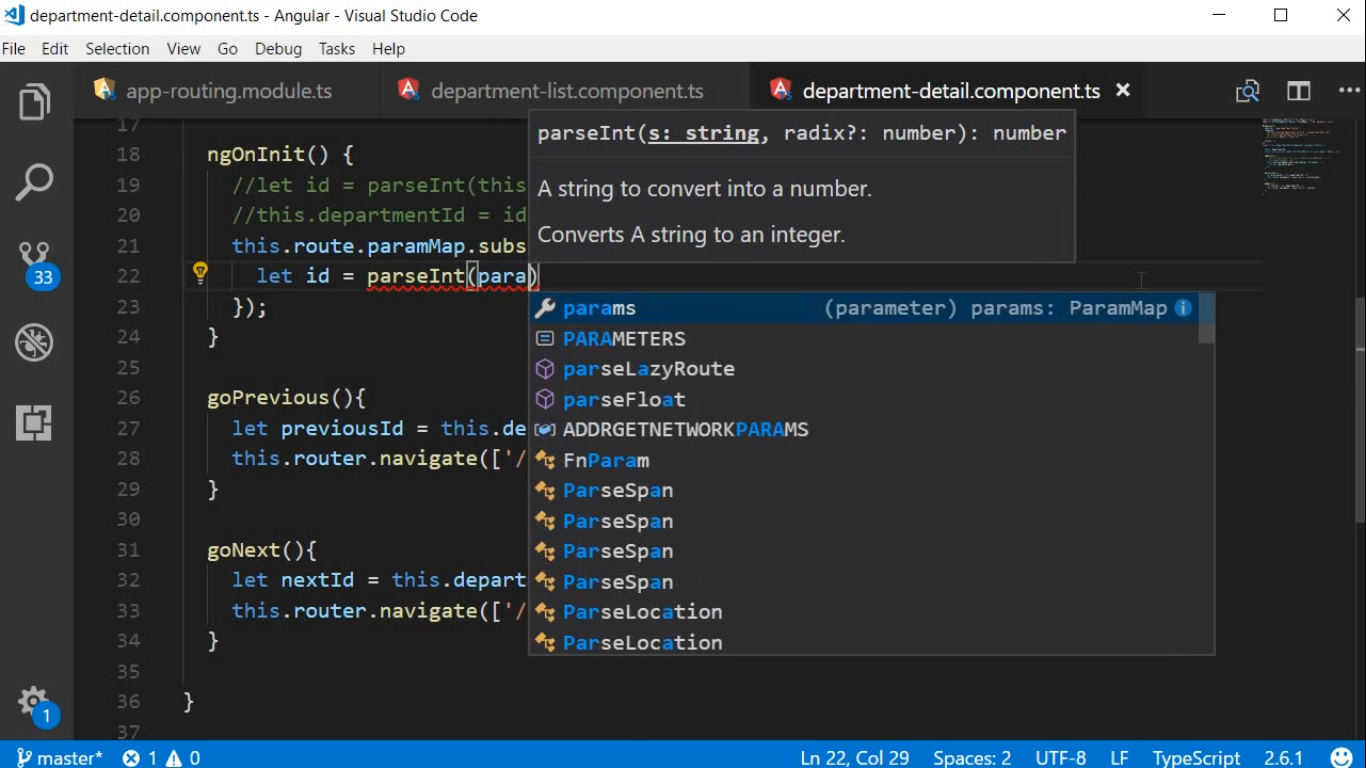 department-detail.component.ts - Angular - Visual Studio Code
File Edit Selection View Go Debug Tasks Help
app-routing.module.ts department-list.component.ts department-detail.component.ts
17
18 ngOnInit() {
19 //let id = parseInt(this
20 //this.departmentId = id
21 this.route.paramMap.subs
22 let id = parseInt(para)
23 });
24 }
25
26 goPrevious(){
27 let previousId = this.de
28 this.router.navigate(['/
29 }
30
31 goNext(){
32 let nextId = this.depart
33 this.router.navigate(['/
34 }
35
36 }
37
parseInt(s: string, radix?: number): number
A string to convert into a number.
Converts A string to an integer.
params (parameter) params: ParamMap
PARAMETERS
parseLazyRoute
parseFloat
ADDRGETNETWORKPARAMS
FnParam
ParseSpan
ParseSpan
ParseSpan
ParseSpan
ParseLocation
ParseLocation
33
1
master* 1 0 Ln 22, Col 29 Spaces: 2 UTF-8 LF TypeScript 2.6.1